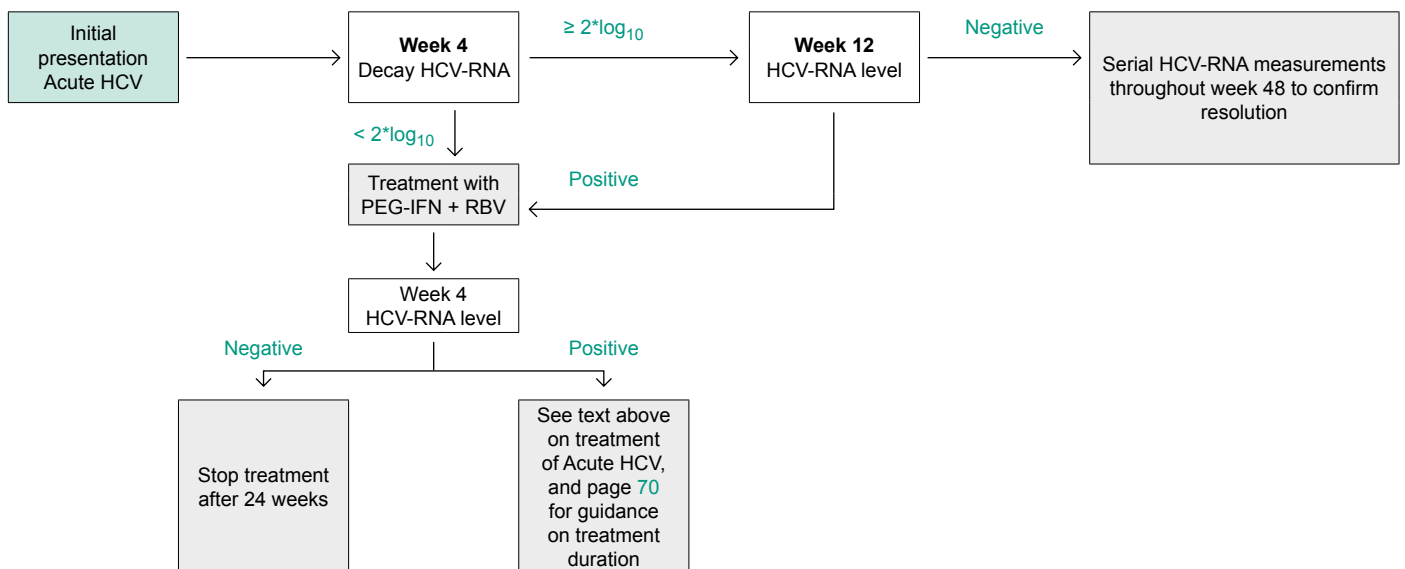 Initial
presentation
Acute HCV
Week 4
Decay HCV-RNA
≥ 2*log10
Week 12
HCV-RNA level
Negative
Serial HCV-RNA measurements
throughout week 48 to confirm
resolution
< 2*log10
Treatment with
PEG-IFN + RBV
Positive
Week 4
HCV-RNA level
Negative
Positive
Stop treatment
after 24 weeks
See text above
on treatment
of Acute HCV,
and page 70
for guidance
on treatment
duration